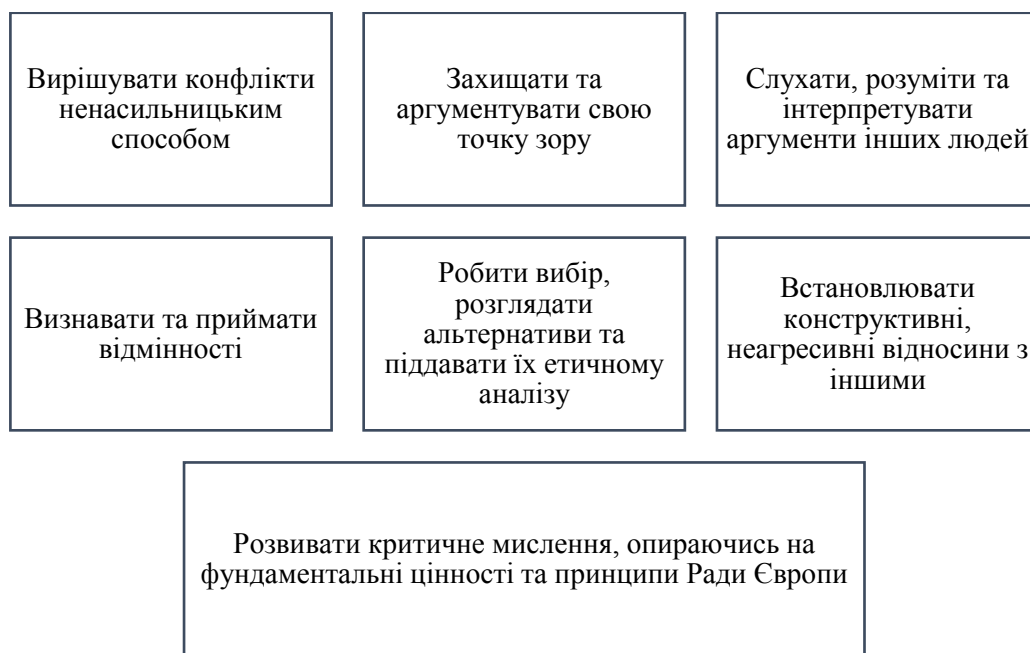 Вирішувати конфлікти
ненасильницьким
способом
Захищати та
аргументувати свою
точку зору
Слухати, розуміти та
інтерпретувати
аргументи інших людей
Визнавати та приймати
відмінності
Робити вибір,
розглядати
альтернативи та
піддавати їх етичному
аналізу
Встановлювати
конструктивні,
неагресивні відносини з
іншими
Розвивати критичне мислення, опираючись на
фундаментальні цінності та принципи Ради Європи